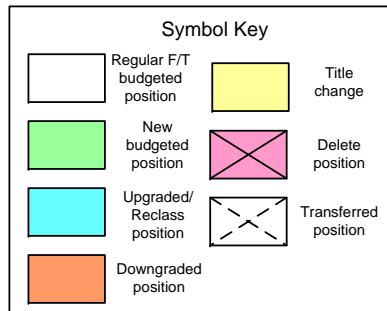 Symbol Key
Regular F/T
budgeted
position
Title
change
New
budgeted
position
Delete
position
Upgraded/
Reclass
position
Transferred
position
Downgraded
position